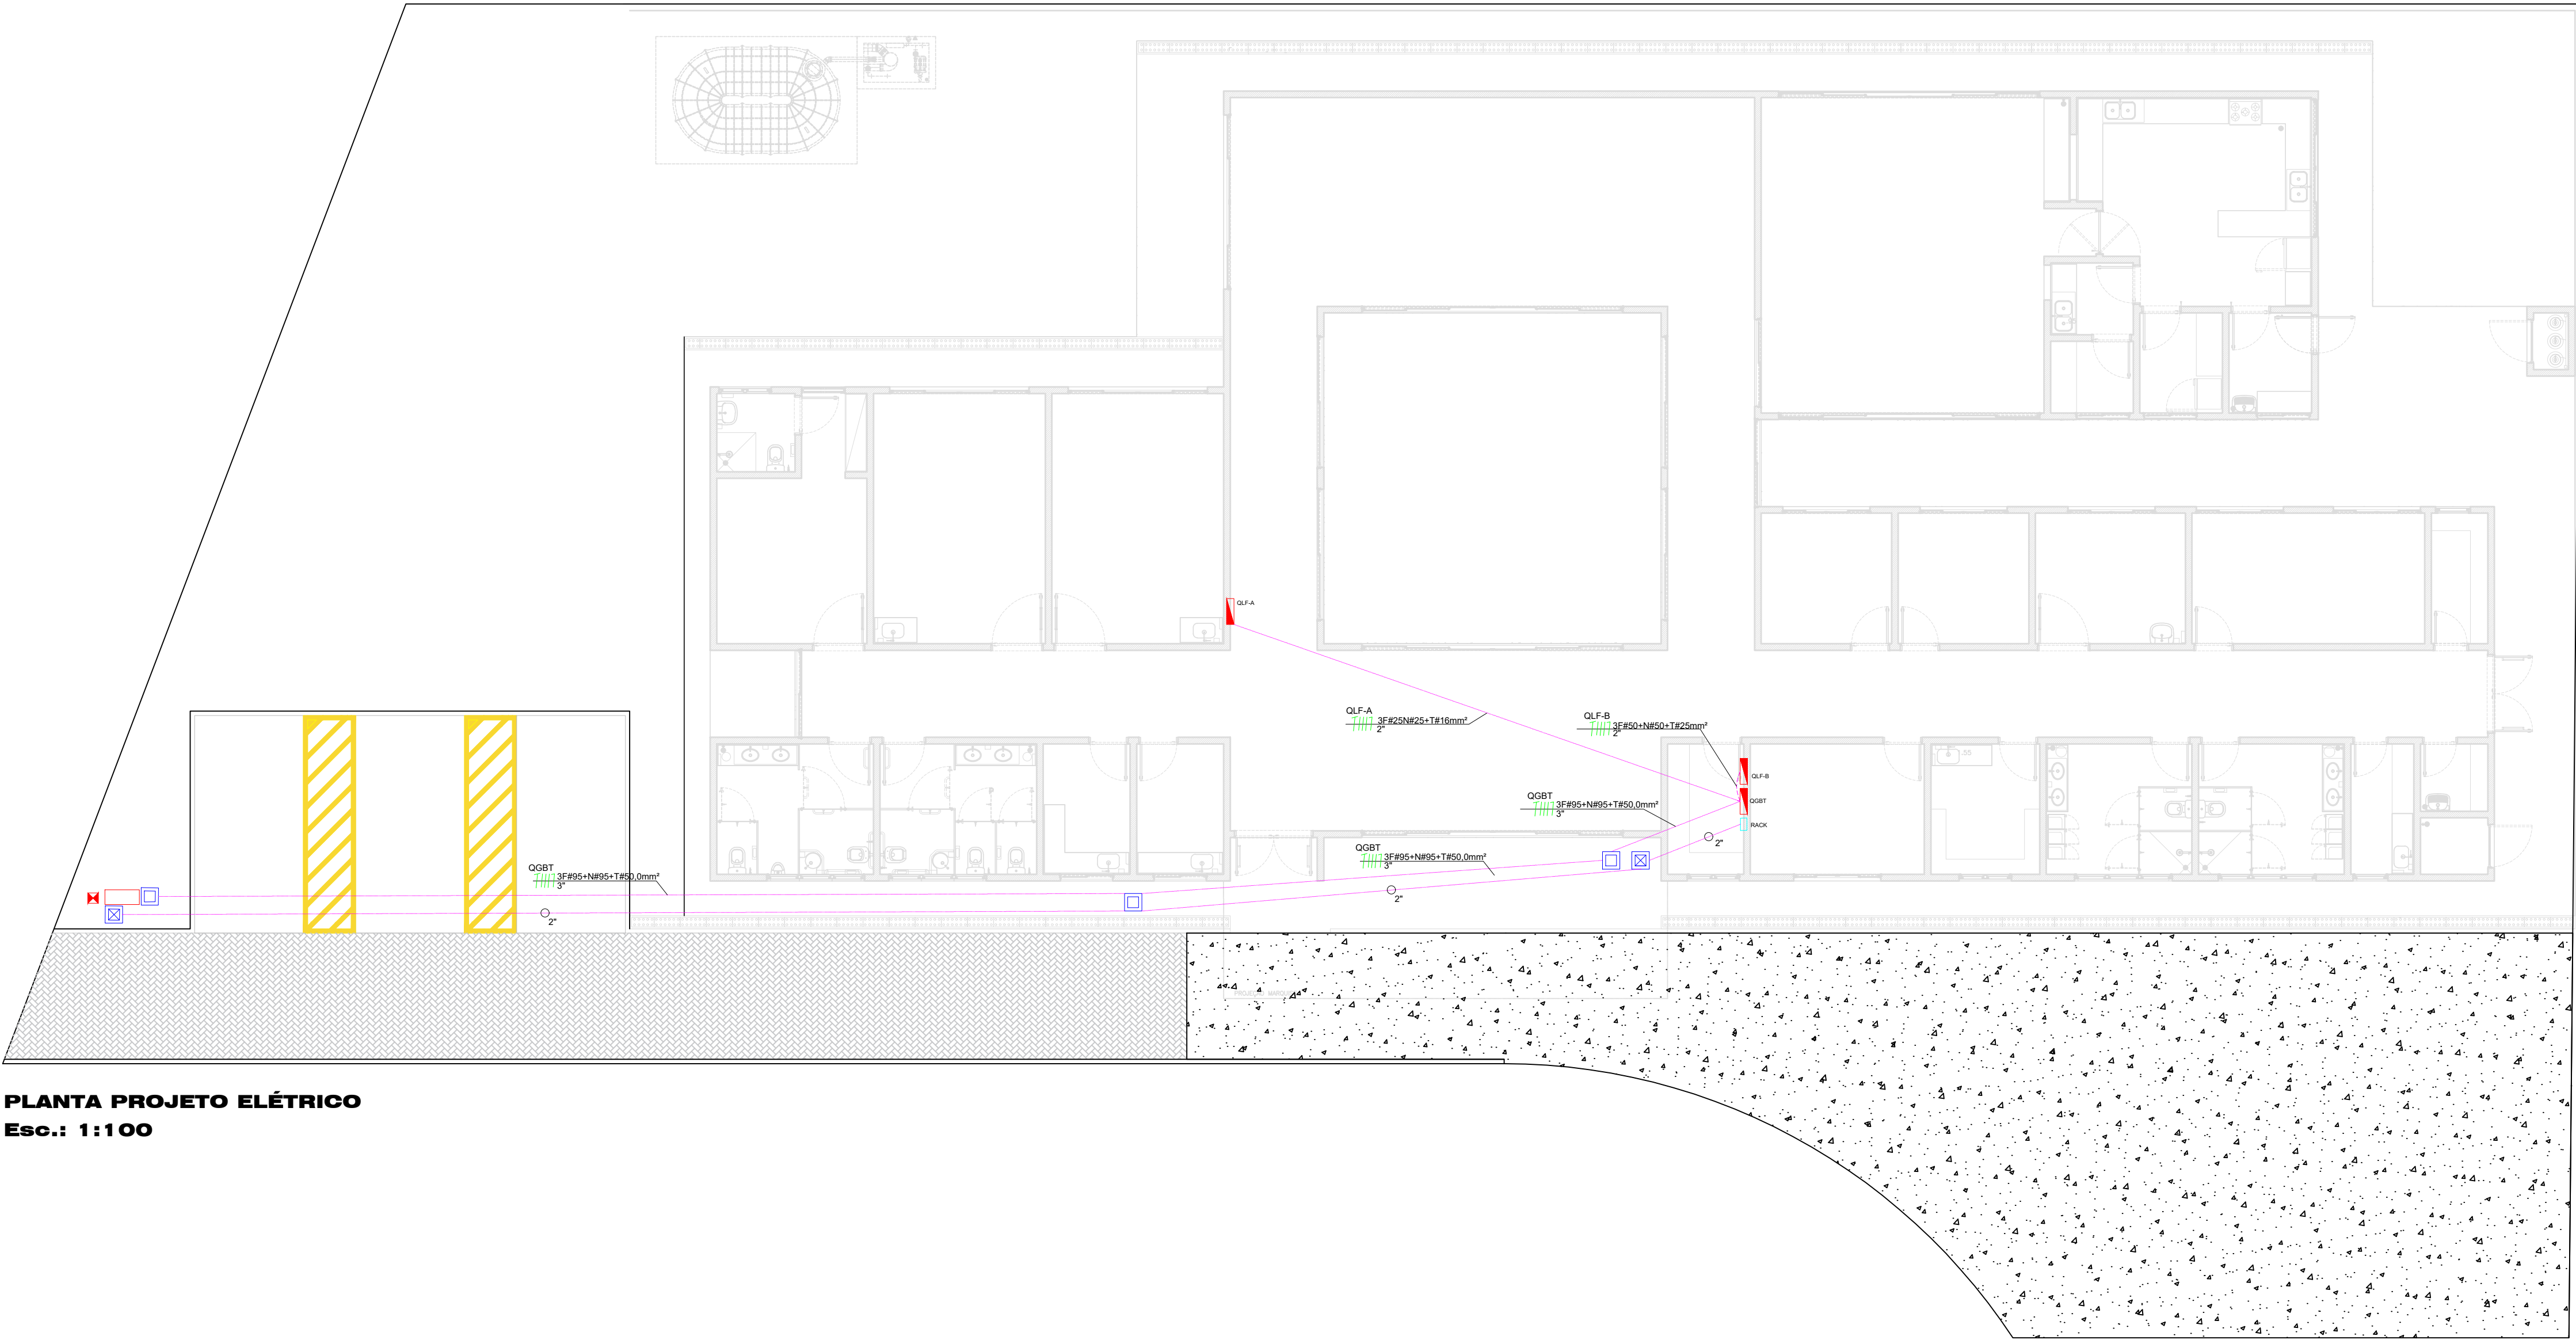 QLF-A
QLF-A
3F#25N#25+T#16mm²
2"
QLF-B
3F#50+N#50+T#25mm²
2"
.55
QLF-B
QGBT
3F#95+N#95+T#50,0mm²
3"
QGBT
RACK
2"
QGBT
3F#95+N#95+T#50,0mm²
3"
QGBT
3F#95+N#95+T#50,0mm²
3"
2"
2"
PLANTA PROJETO ELÉTRICO
Esc.: 1:100